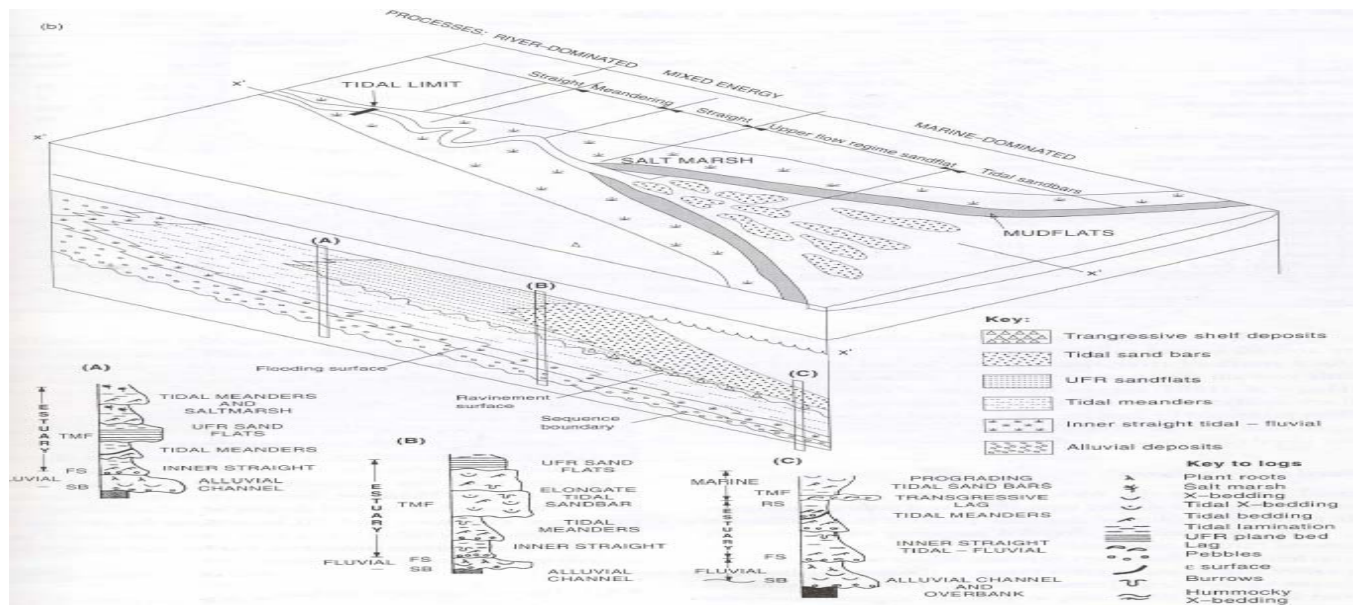 (b)
PROCESSES: RIVER-DOMINATED MIXED ENERGY MARINE-DOMINATED
Straight Meandering Straight Upper flow regime sandflat Tidal sandbars
TIDAL LIMIT
SALT MARSH
MUDFLATS
X'
X'
X'
X'
(A)
(B)
(C)
Flooding surface
Ravinement
surface
Sequence
boundary
Key:
Trangressive shelf deposits
Tidal sand bars
UFR sandflats
Tidal meanders
Inner straight tidal – fluvial
Alluvial deposits
(A)
ESTUARY
TMF
FS
LUVIAL
SB
TIDAL MEANDERS
AND
SALTMARSH
UFR SAND
FLATS
TIDAL MEANDERS
INNER STRAIGHT
ALLUVIAL
CHANNEL
(B)
ESTUARY
TMF
FLUVIAL
FS
SB
UFR SAND
FLATS
ELONGATE
TIDAL
SANDBAR
TIDAL
MEANDERS
INNER STRAIGHT
ALLUVIAL
CHANNEL
(C)
MARINE
ESTUARY
FLUVIAL
TMF
RS
FS
SB
PROGRADING
TIDAL SAND BARS
TRANSGRESSIVE
LAG
TIDAL MEANDERS
INNER STRAIGHT
TIDAL – FLUVIAL
ALLUVIAL CHANNEL
AND
OVERBANK
Key to logs
Plant roots
Salt marsh
X-bedding
Tidal X-bedding
Tidal bedding
Tidal lamination
UFR plane bed
Lag
Pebbles
ε surface
Burrows
Hummocky
X-bedding